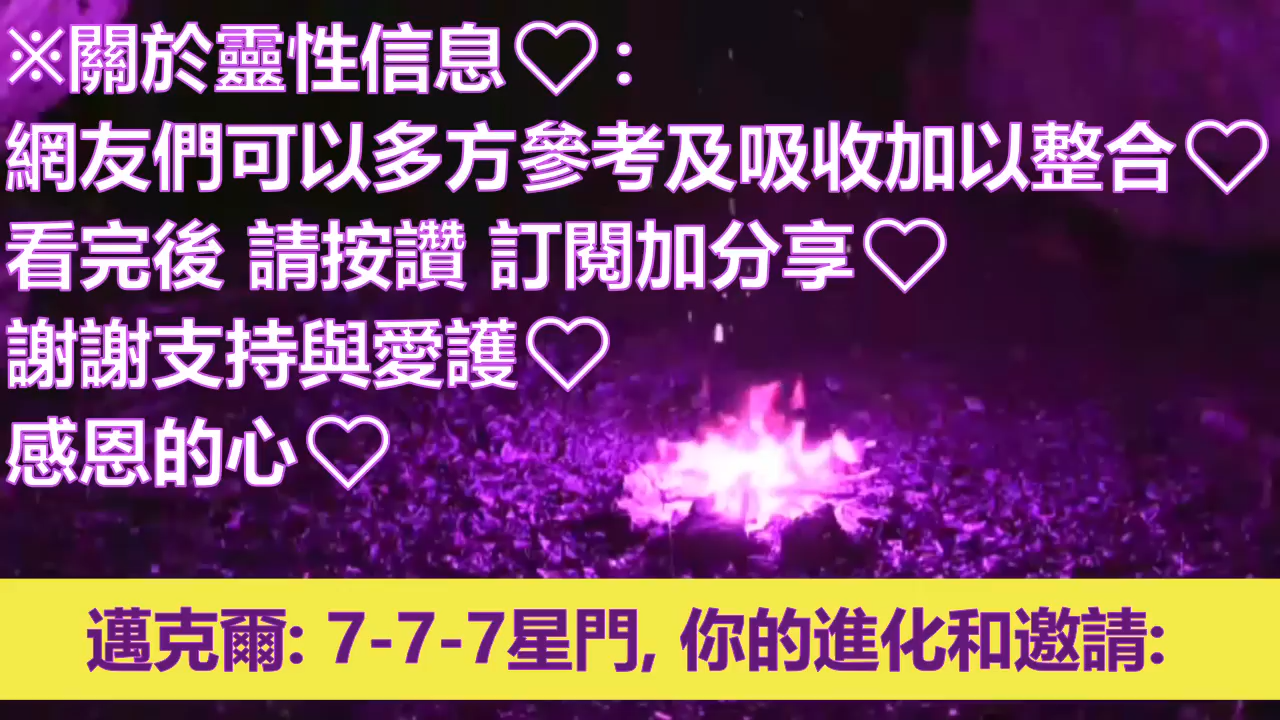 ※關於靈性信息♡：
網友們可以多方參考及吸收加以整合♡
看完後 請按讚 訂閱加分享♡
謝謝支持與愛護♡
感恩的心♡
邁克爾: 7-7-7星門, 你的進化和邀請: